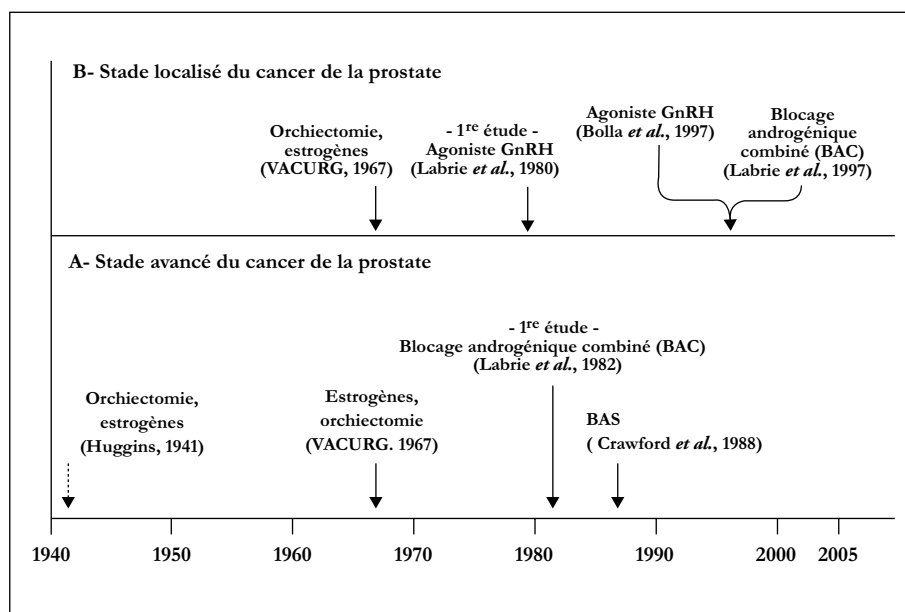 B- Stade localisé du cancer de la prostate
Orchiectomie,
estrogènes
(VACURG, 1967)
- 1re étude -
Agoniste GnRH
(Labrie et al., 1980)
Agoniste GnRH
(Bolla et al., 1997)
Blocage
androgénique
combiné (BAC)
(Labrie et al., 1997)
A- Stade avancé du cancer de la prostate
Orchiectomie,
estrogènes
(Huggins, 1941)
Estrogènes,
orchiectomie
(VACURG. 1967)
- 1re étude -
Blocage androgénique combiné (BAC)
(Labrie et al., 1982)
BAS
( Crawford et al., 1988)
1940 1950 1960 1970 1980 1990 2000 2005